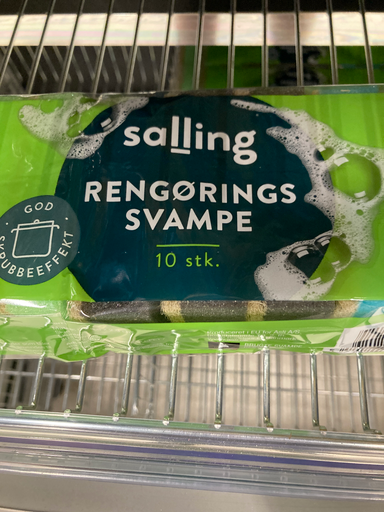 salling
RENGØRINGS
SVAMPE
10 stk.
GOD
SKRUBBEEFFEKT